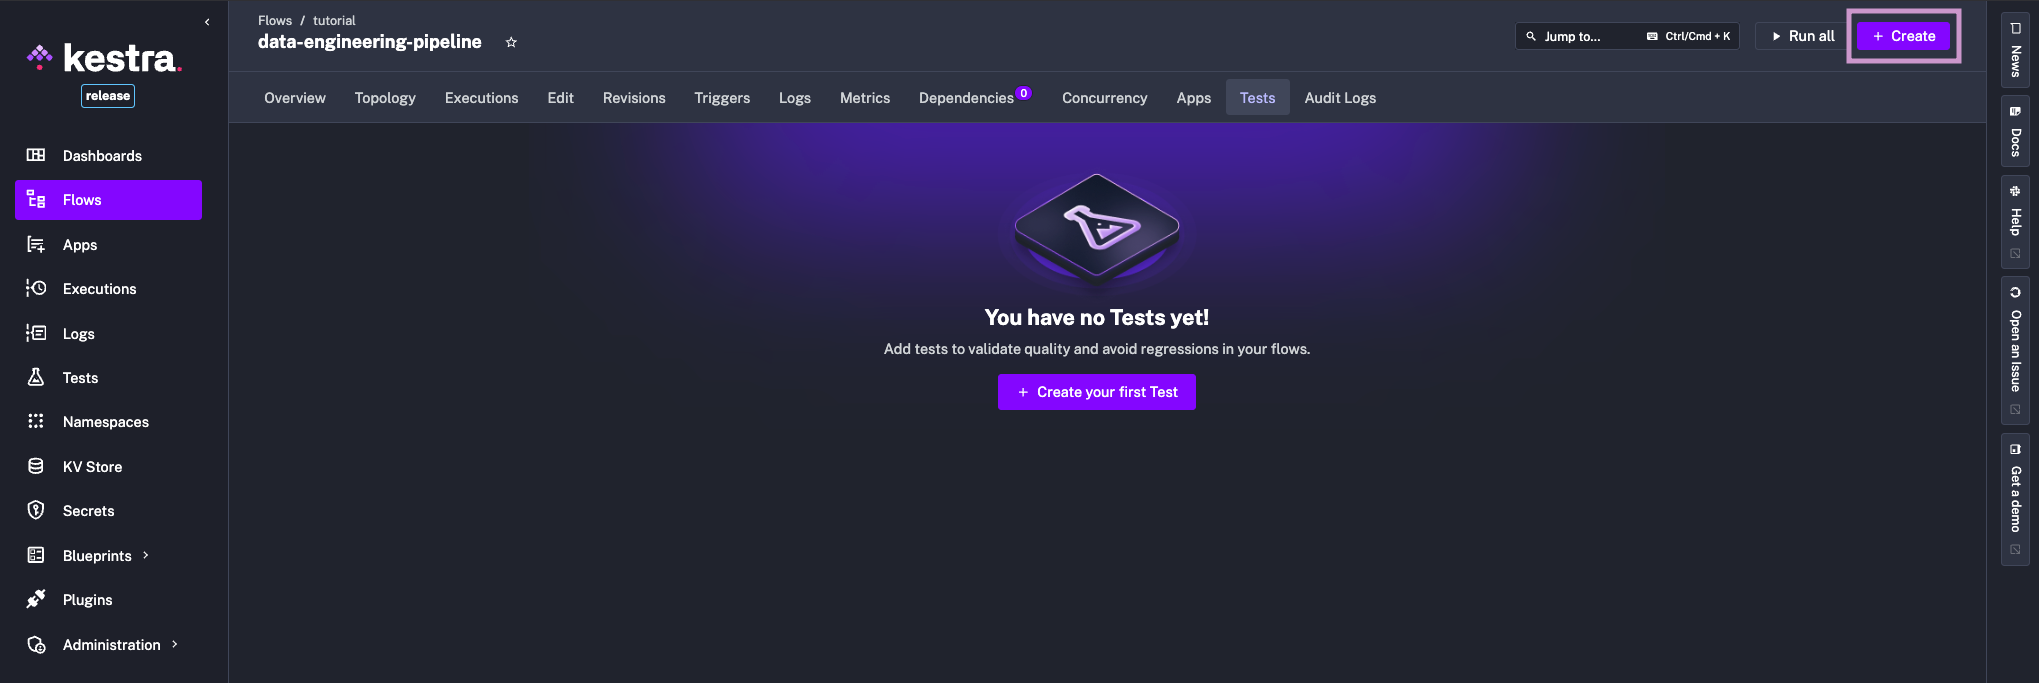 kestra.
release
Dashboards
Flows
Apps
Executions
Logs
Tests
Namespaces
KV Store
Secrets
Blueprints
Plugins
Administration
Flows / tutorial
data-engineering-pipeline
Jump to...
Ctrl/Cmd + K
Run all
+ Create
Overview
Topology
Executions
Edit
Revisions
Triggers
Logs
Metrics
Dependencies 0
Concurrency
Apps
Tests
Audit Logs
You have no Tests yet!
Add tests to validate quality and avoid regressions in your flows.
+ Create your first Test
News
Docs
Help
Open an Issue
Get a demo